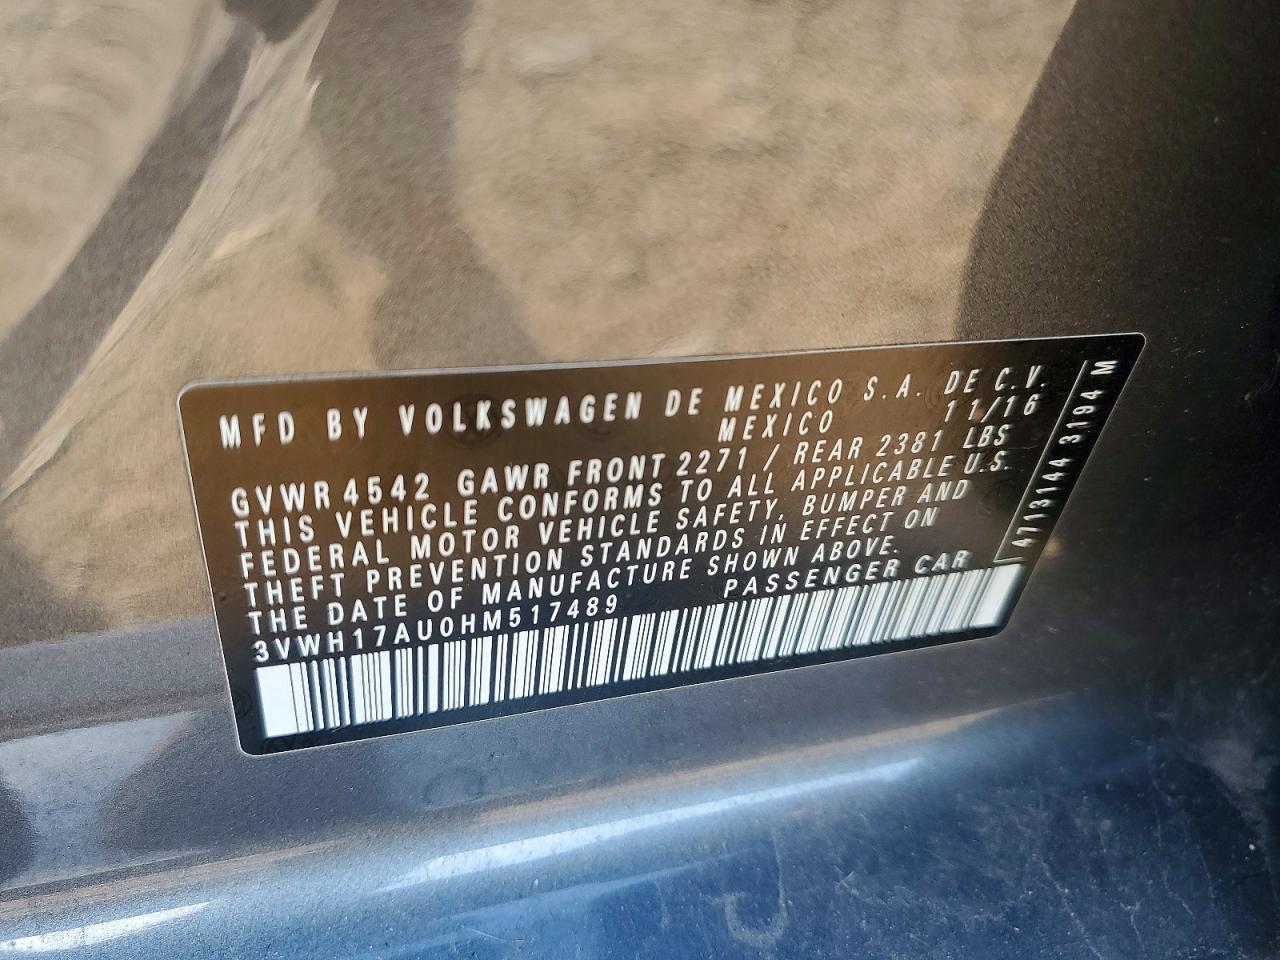 MFD BY VOLKSWAGEN DE MEXICO S.A. DE C.V.
MEXICO 11/16
GVWR 4542 GAWR FRONT 2271 / REAR 2381 LBS
THIS VEHICLE CONFORMS TO ALL APPLICABLE U.S.
FEDERAL MOTOR VEHICLE SAFETY, BUMPER AND
THEFT PREVENTION STANDARDS IN EFFECT ON
THE DATE OF MANUFACTURE SHOWN ABOVE.
3VWH17AU0HM517489 PASSENGER CAR
4713144 3194 M